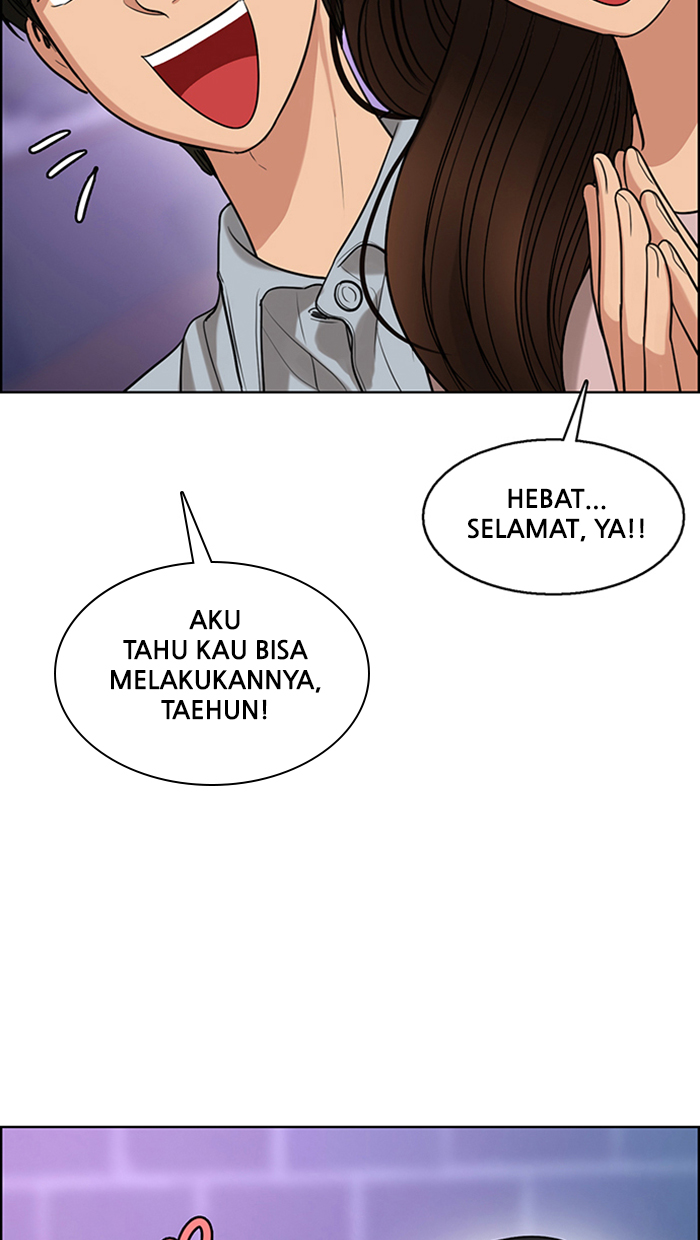 HEBAT...
SELAMAT, YA!!
AKU
TAHU KAU BISA
MELAKUKANNYA,
TAEHUN!